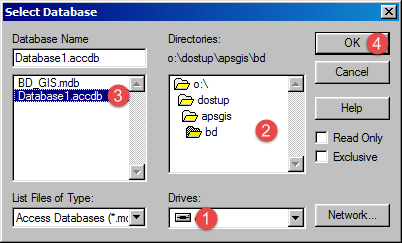 Select Database
Database Name
Database1.accdb
BD_GIS.mdb
Database1.accdb
3
List Files of Type:
Access Databases (*.mc
Directories:
o:\dostup\apsgis\bd
o:\
dostup
apsgis
bd
2
Drives:
1
OK
4
Cancel
Help
Read Only
Exclusive
Network...